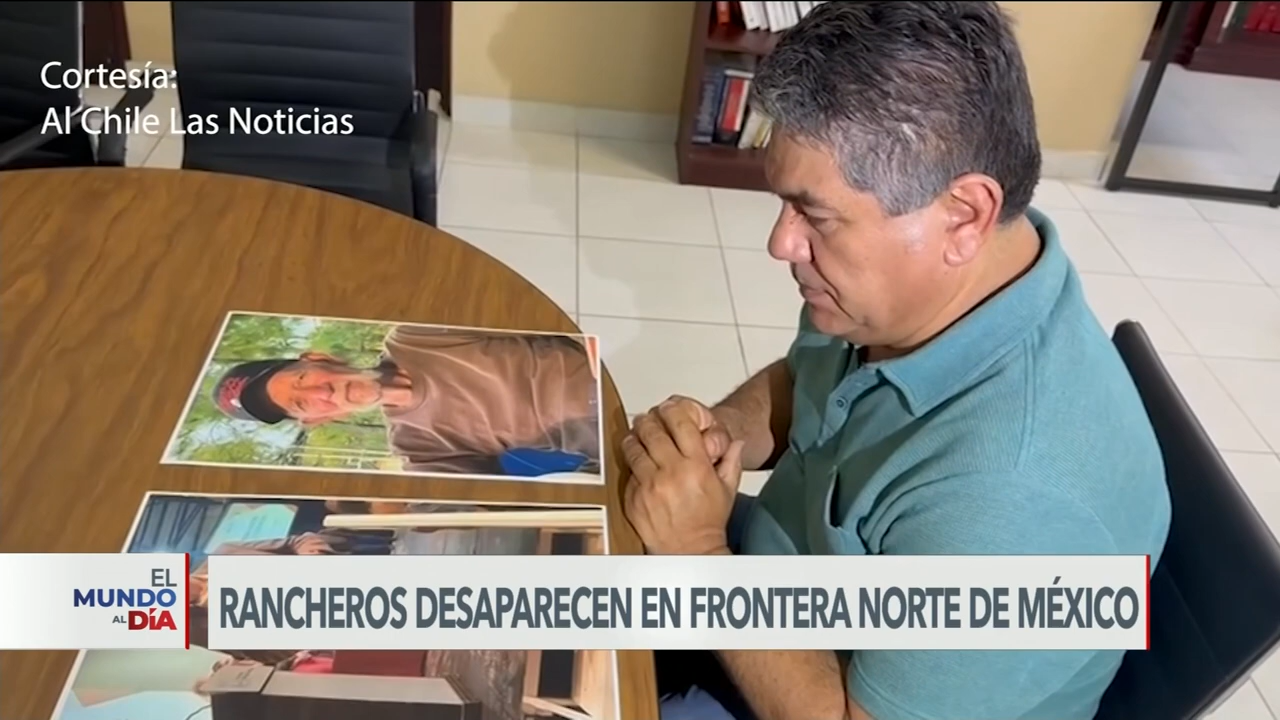 Cortesía:
Al Chile Las Noticias
EL
MUNDO
AL DÍA
RANCHEROS DESAPARECEN EN FRONTERA NORTE DE MÉXICO